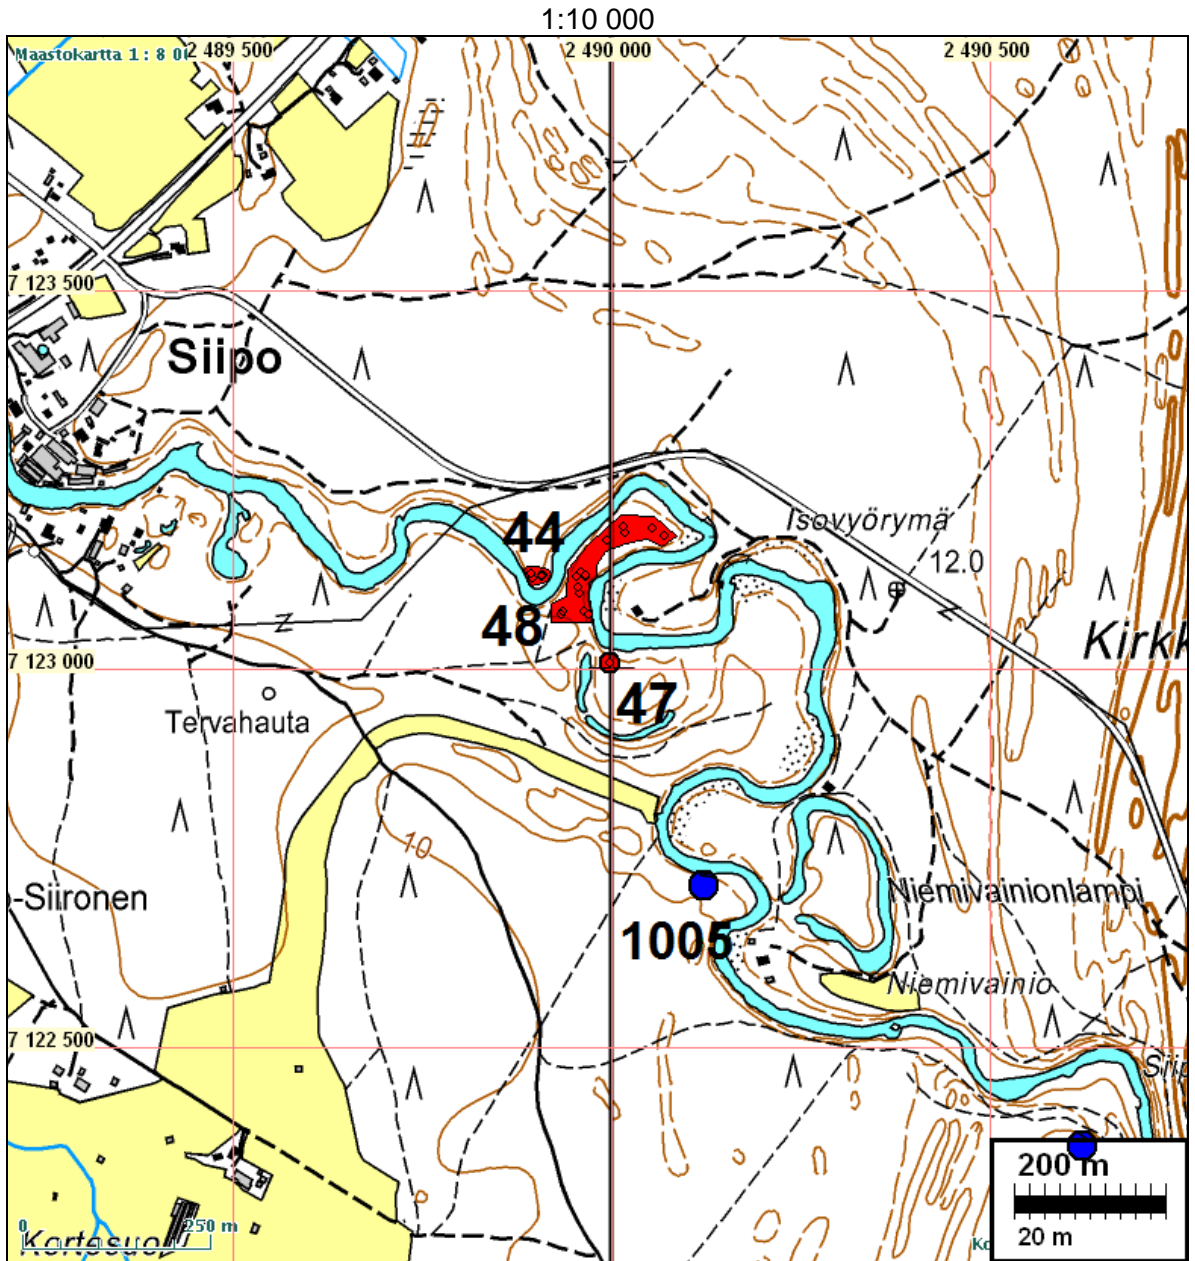 1:10 000
Maastokartta 1 : 8 0
2 489 500
2 490 000
2 490 500
7 123 500
Siipo
44
Isovyörymä
12.0
48
Kirkk
7 123 000
47
Tervahauta
10
o-Siironen
Niemivainionlampi
1005
Niemivainio
7 122 500
Siip
200 m
20 m
0
250 m
Kortesuo
Ko